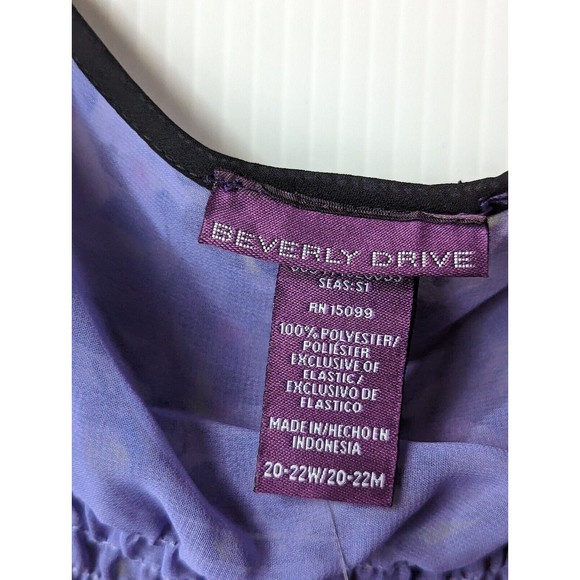 BEVERLY DRIVE
SEAS: S1
RN 15099
100% POLYESTER/
POLIÉSTER
EXCLUSIVE OF
ELASTIC/
EXCLUSIVO DE
ELASTICO
MADE IN/HECHO EN
INDONESIA
20-22W/20-22M